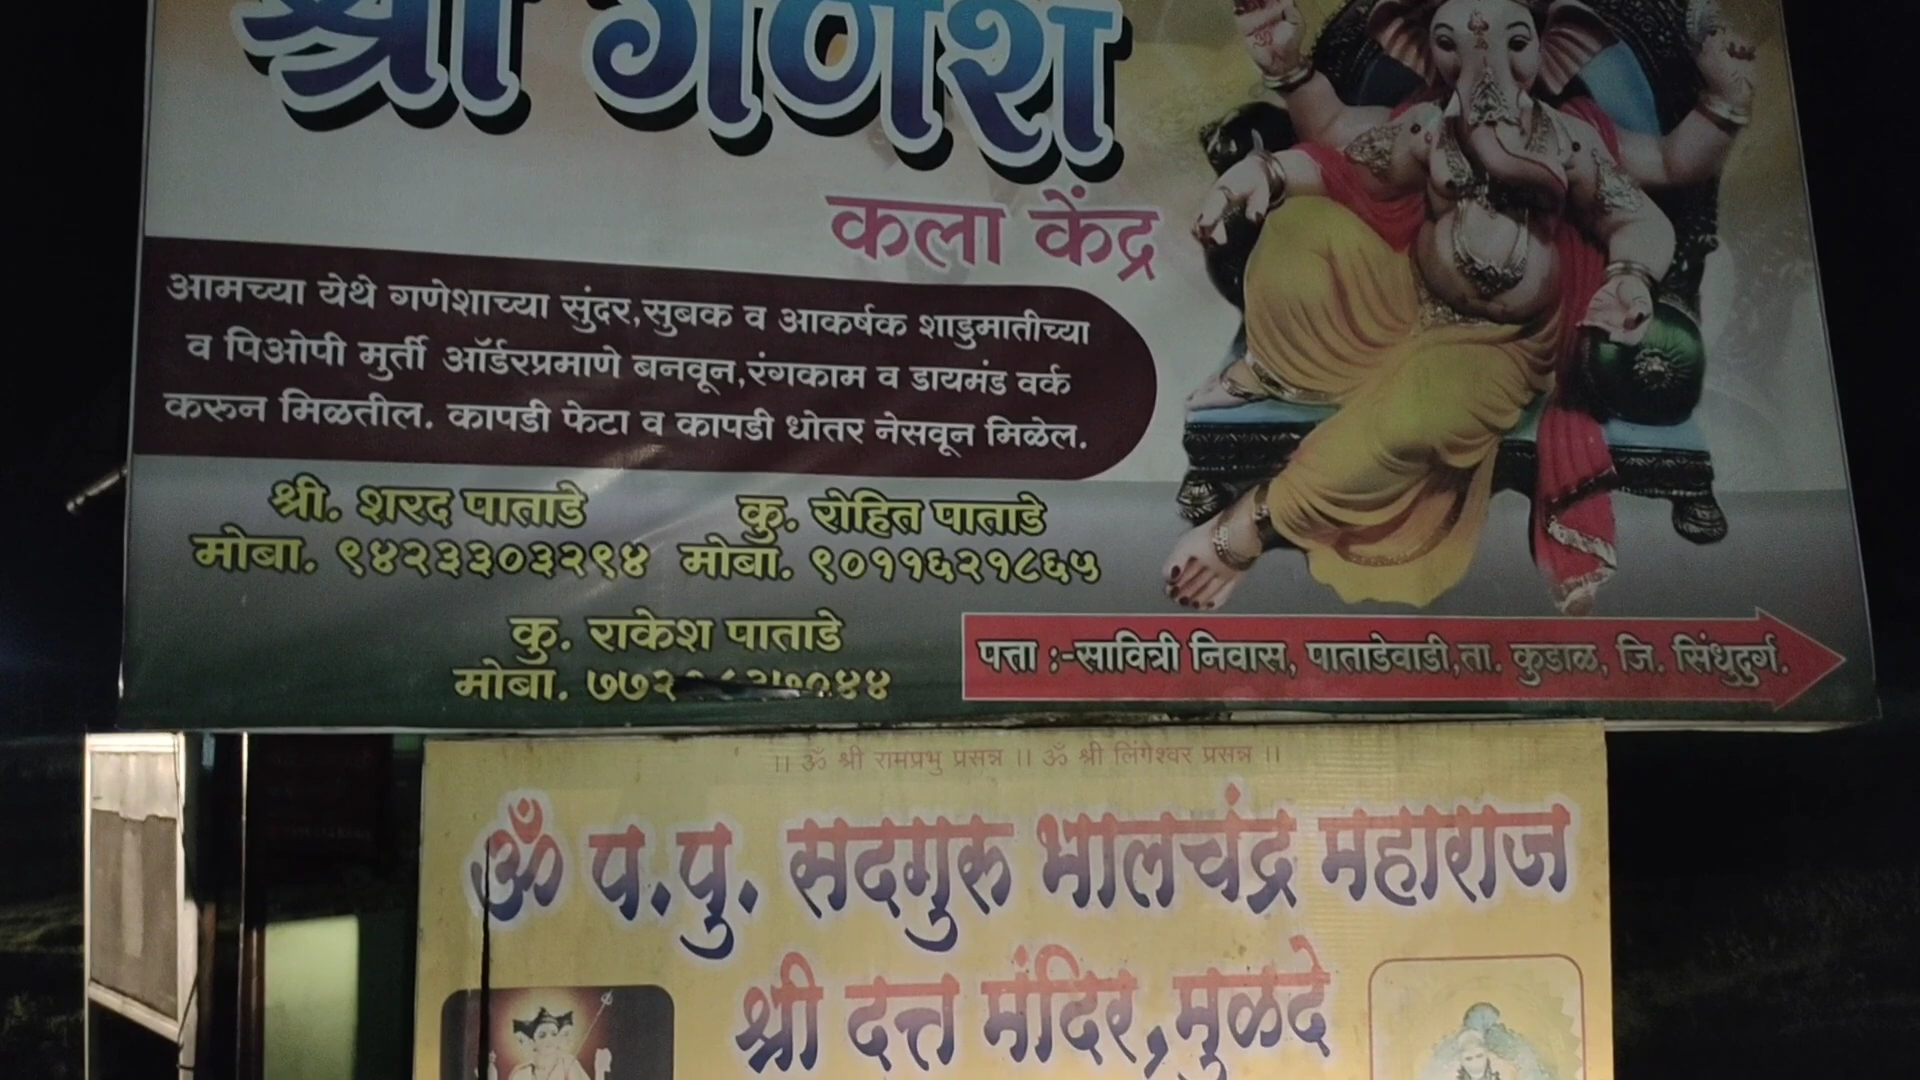 श्री गणेश
कला केंद्र
आमच्या येथे गणेशाच्या सुंदर,सुबक व आकर्षक शाडुमातीच्या
व पिओपी मुर्ती ऑर्डरप्रमाणे बनवून,रंगकाम व डायमंड वर्क
करून मिळतील. कापडी फेटा व कापडी धोतर नेसवून मिळेल.
श्री. शरद पाताडे
मोबा. ९४२३३०३२९४
कु. रोहित पाताडे
मोबा. ९०११६२१८६५
कु. राकेश पाताडे
मोबा.
पत्ता :-सावित्री निवास, पाताडेवाडी,ता. कुडाळ, जि. सिंधुदुर्ग.
।। ॐ श्री रामप्रभु प्रसन्न ।। ॐ श्री लिंगेश्वर प्रसन्न ।।
ॐ प.पु. सदगुरु भालचंद्र महाराज
श्री दत्त मंदिर,मुळदे